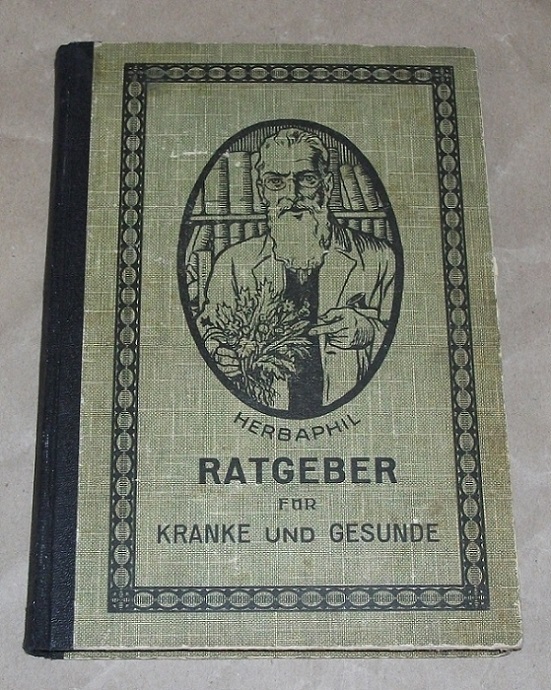 HERBAPHIL
RATGEBER
FÜR
KRANKE UND GESUNDE